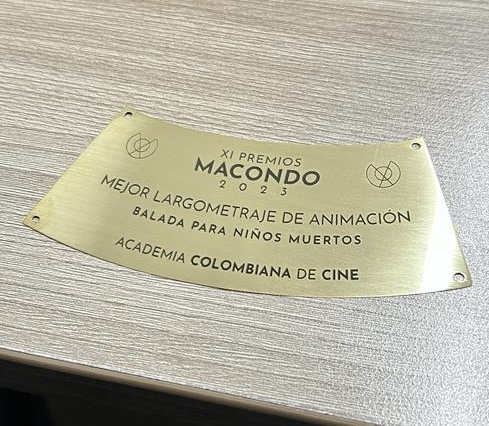 XI PREMIOS
MACONDO
2023
MEJOR LARGOMETRAJE DE ANIMACIÓN
BALADA PARA NIÑOS MUERTOS
ACADEMIA COLOMBIANA DE CINE